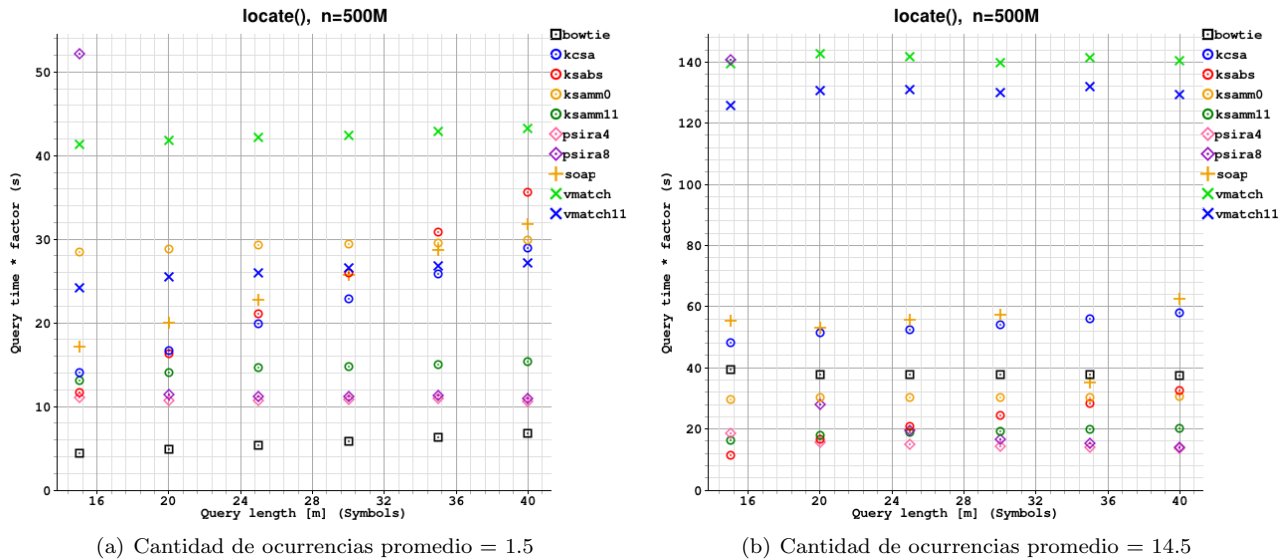 locate(), n=500M
Query time * factor (s)
50
40
30
20
10
0
16
20
24
28
32
36
40
Query length [m] (Symbols)
bowtie
kcsa
ksabs
ksamm0
ksamm11
psira4
psira8
soap
vmatch
vmatch11
(a) Cantidad de ocurrencias promedio = 1.5
locate(), n=500M
Query time * factor (s)
140
120
100
80
60
40
20
0
16
20
24
28
32
36
40
Query length [m] (Symbols)
bowtie
kcsa
ksabs
ksamm0
ksamm11
psira4
psira8
soap
vmatch
vmatch11
(b) Cantidad de ocurrencias promedio = 14.5